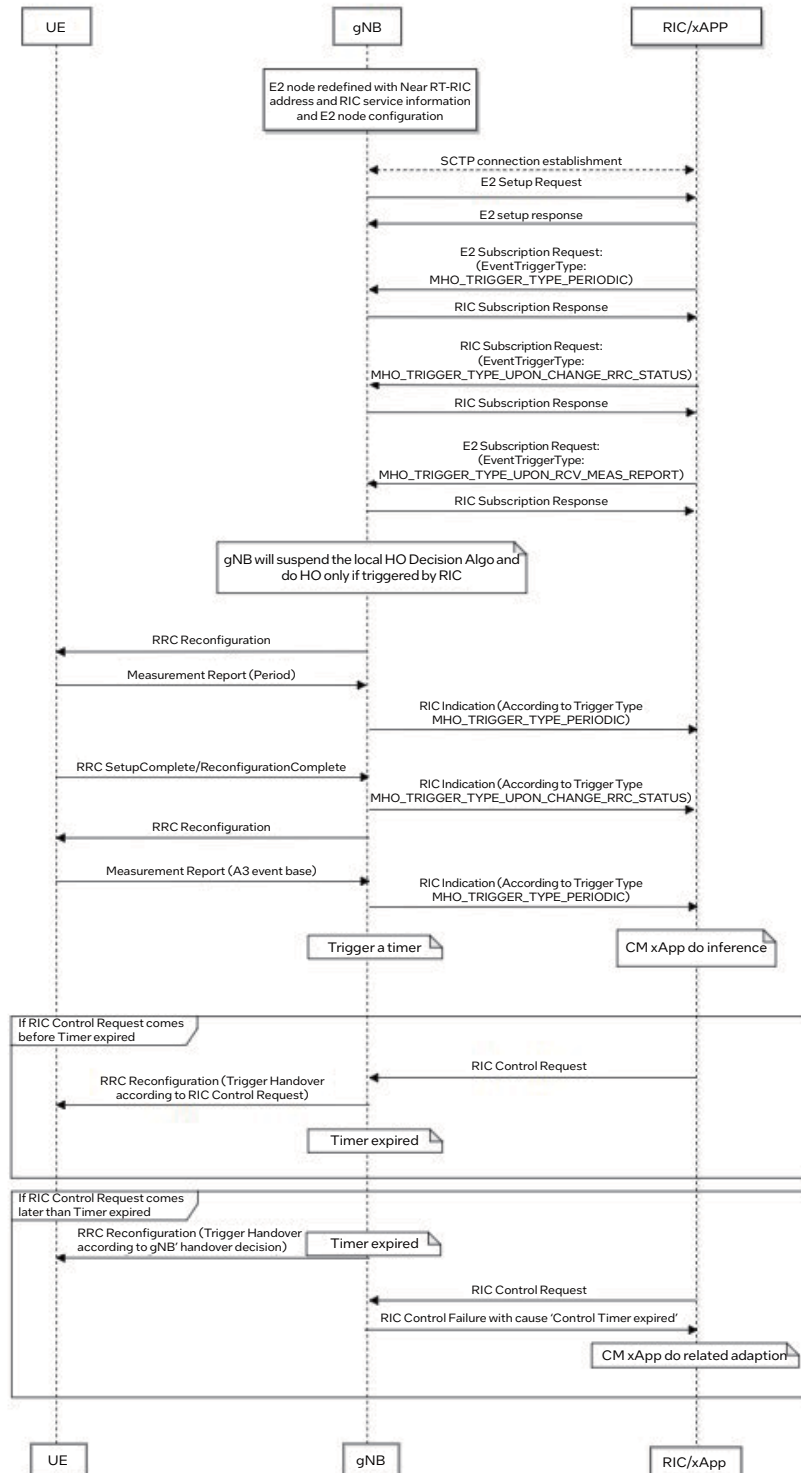 UE
gNB
RIC/xAPP
E2 node redefined with Near RT-RIC
address and RIC service information
and E2 node configuration
SCTP connection establishment
E2 Setup Request
E2 setup response
E2 Subscription Request:
(EventTriggerType:
MHO_TRIGGER_TYPE_PERIODIC)
RIC Subscription Response
RIC Subscription Request:
(EventTriggerType:
MHO_TRIGGER_TYPE_UPON_CHANGE_RRC_STATUS)
RIC Subscription Response
E2 Subscription Request:
(EventTriggerType:
MHO_TRIGGER_TYPE_UPON_RCV_MEAS_REPORT)
RIC Subscription Response
gNB will suspend the local HO Decision Algo and
do HO only if triggered by RIC
RRC Reconfiguration
Measurement Report (Period)
RIC Indication (According to Trigger Type
MHO_TRIGGER_TYPE_PERIODIC)
RRC SetupComplete/ReconfigurationComplete
RIC Indication (According to Trigger Type
MHO_TRIGGER_TYPE_UPON_CHANGE_RRC_STATUS)
RRC Reconfiguration
Measurement Report (A3 event base)
RIC Indication (According to Trigger Type
MHO_TRIGGER_TYPE_PERIODIC)
Trigger a timer
CM xApp do inference
If RIC Control Request comes
before Timer expired
RIC Control Request
RRC Reconfiguration (Trigger Handover
according to RIC Control Request)
Timer expired
If RIC Control Request comes
later than Timer expired
RRC Reconfiguration (Trigger Handover
according to gNB' handover decision)
Timer expired
RIC Control Request
RIC Control Failure with cause 'Control Timer expired'
CM xApp do related adaption
UE
gNB
RIC/xApp